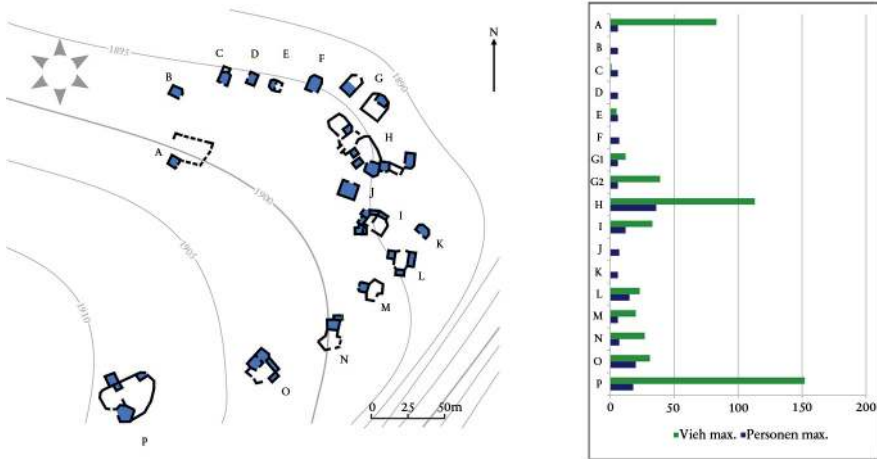 1895
1890
1900
1905
1910
N
A
B
C
D
E
F
G
H
J
I
K
L
M
N
O
P
0 25 50m
A
B
C
D
E
F
G1
G2
H
I
J
K
L
M
N
O
P
0 50 100 150 200
Vieh max. Personen max.